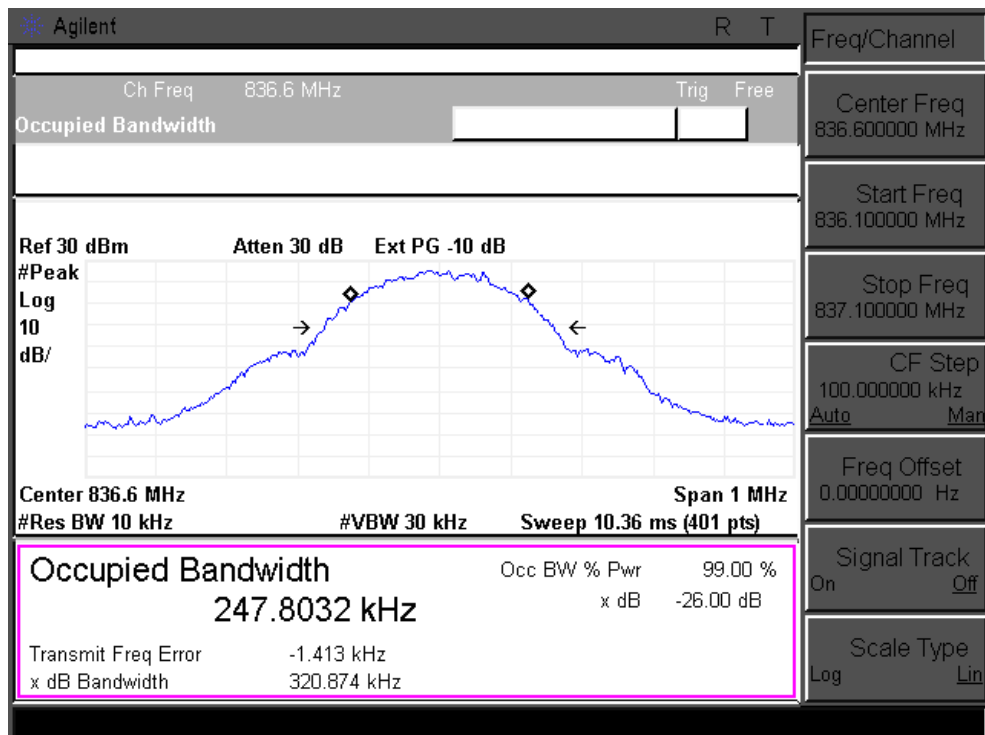 Agilent R T
Freq/Channel
Ch Freq 836.6 MHz Trig Free
Occupied Bandwidth
Center Freq
836.600000 MHz
Start Freq
836.100000 MHz
Stop Freq
837.100000 MHz
CF Step
100.000000 kHz
Auto Man
Freq Offset
0.00000000 Hz
Signal Track
On Off
Scale Type
Log Lin
Ref 30 dBm Atten 30 dB Ext PG -10 dB
#Peak
Log
10
dB/
Center 836.6 MHz Span 1 MHz
#Res BW 10 kHz #VBW 30 kHz Sweep 10.36 ms (401 pts)
Occupied Bandwidth
247.8032 kHz
Occ BW % Pwr 99.00 %
x dB -26.00 dB
Transmit Freq Error -1.413 kHz
x dB Bandwidth 320.874 kHz